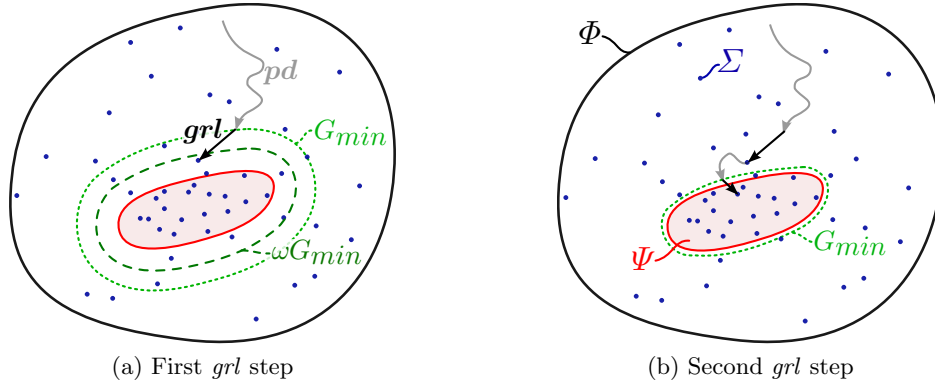 pd
grl
G_min
ωG_min
(a) First grl step
Φ
Σ
G_min
Ψ
(b) Second grl step